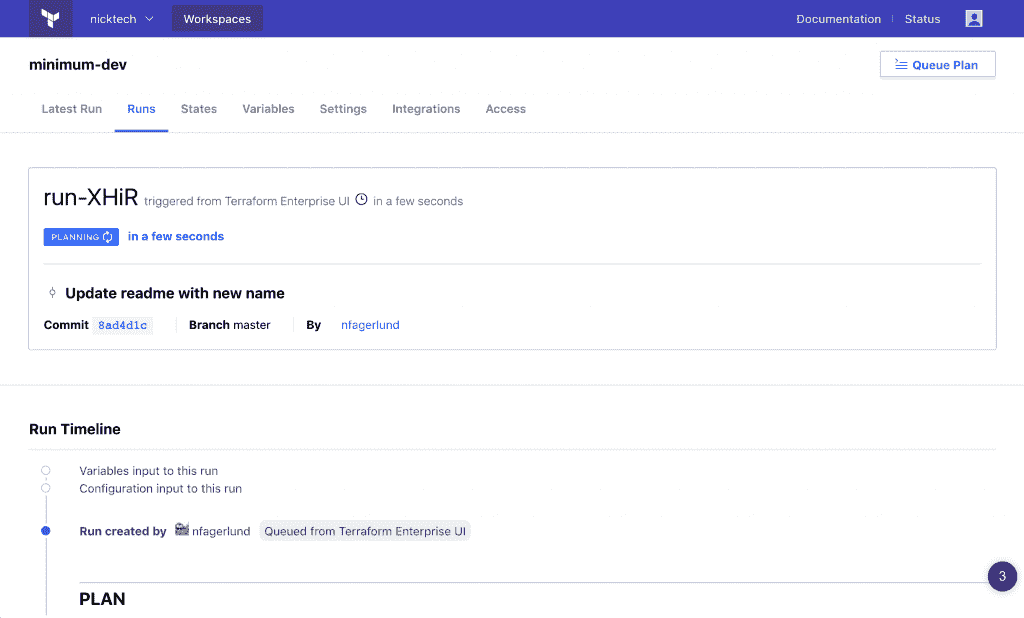 nicktech Workspaces Documentation Status
minimum-dev Queue Plan
Latest Run Runs States Variables Settings Integrations Access
run-XHiR triggered from Terraform Enterprise UI in a few seconds
PLANNING in a few seconds
Update readme with new name
Commit 8ad4d1c Branch master By nfagerlund
Run Timeline
Variables input to this run
Configuration input to this run
Run created by nfagerlund Queued from Terraform Enterprise UI
3
PLAN